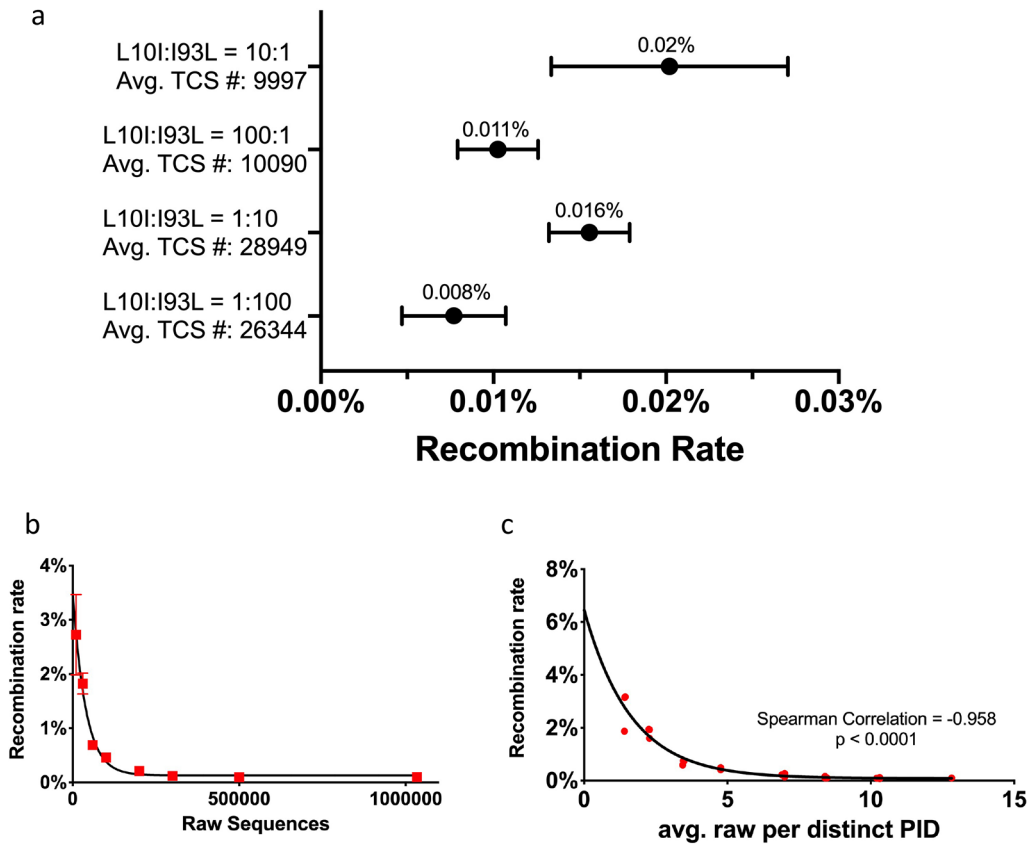 a
L10I:I93L = 10:1
Avg. TCS #: 9997
0.02%
L10I:I93L = 100:1
Avg. TCS #: 10090
0.011%
L10I:I93L = 1:10
Avg. TCS #: 28949
0.016%
L10I:I93L = 1:100
Avg. TCS #: 26344
0.008%
0.00% 0.01% 0.02% 0.03%
Recombination Rate
b
Recombination rate
4%
3%
2%
1%
0%
0 500000 1000000
Raw Sequences
c
Recombination rate
8%
6%
4%
2%
0%
Spearman Correlation = -0.958
p < 0.0001
0 5 10 15
avg. raw per distinct PID